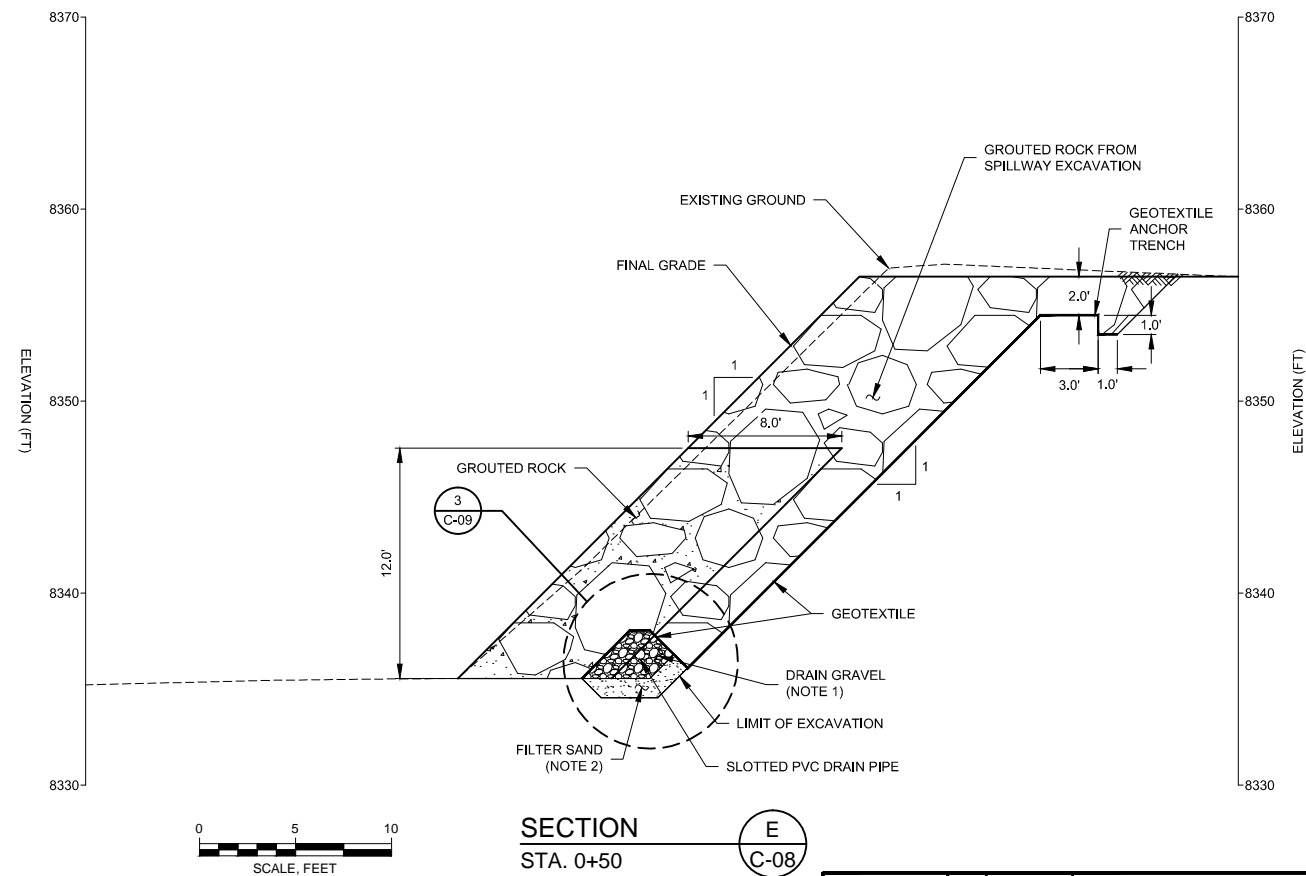 8370
8370
8360
8360
8350
8350
8340
8340
8330
8330
ELEVATION (FT)
ELEVATION (FT)
GROUTED ROCK FROM
SPILLWAY EXCAVATION
EXISTING GROUND
GEOTEXTILE
ANCHOR
TRENCH
FINAL GRADE
2.0'
1.0'
3.0'
1.0'
1
1
8.0'
1
1
GROUTED ROCK
3
C-09
12.0'
GEOTEXTILE
DRAIN GRAVEL
(NOTE 1)
LIMIT OF EXCAVATION
FILTER SAND
(NOTE 2)
SLOTTED PVC DRAIN PIPE
0
5
10
SCALE, FEET
SECTION
STA. 0+50
E
C-08